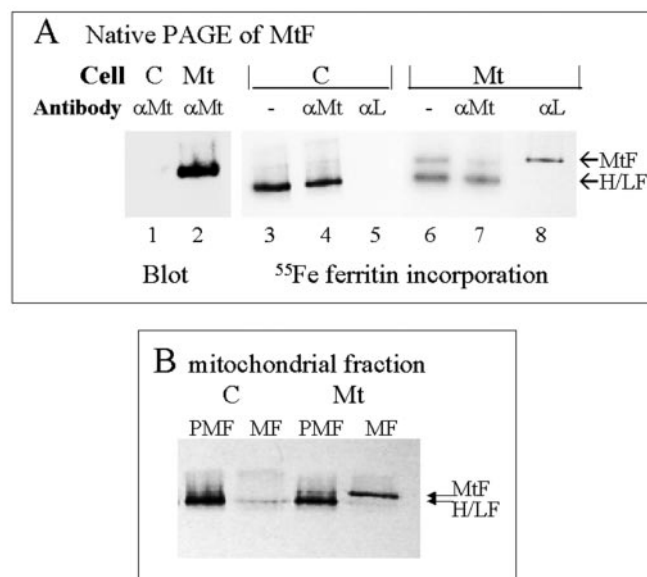 A Native PAGE of MtF
Cell C Mt C Mt
Antibody αMt αMt - αMt αL - αMt αL
←MtF
←H/LF
1 2 3 4 5 6 7 8
Blot ⁵⁵Fe ferritin incorporation
B mitochondrial fraction
C Mt
PMF MF PMF MF
MtF
H/LF